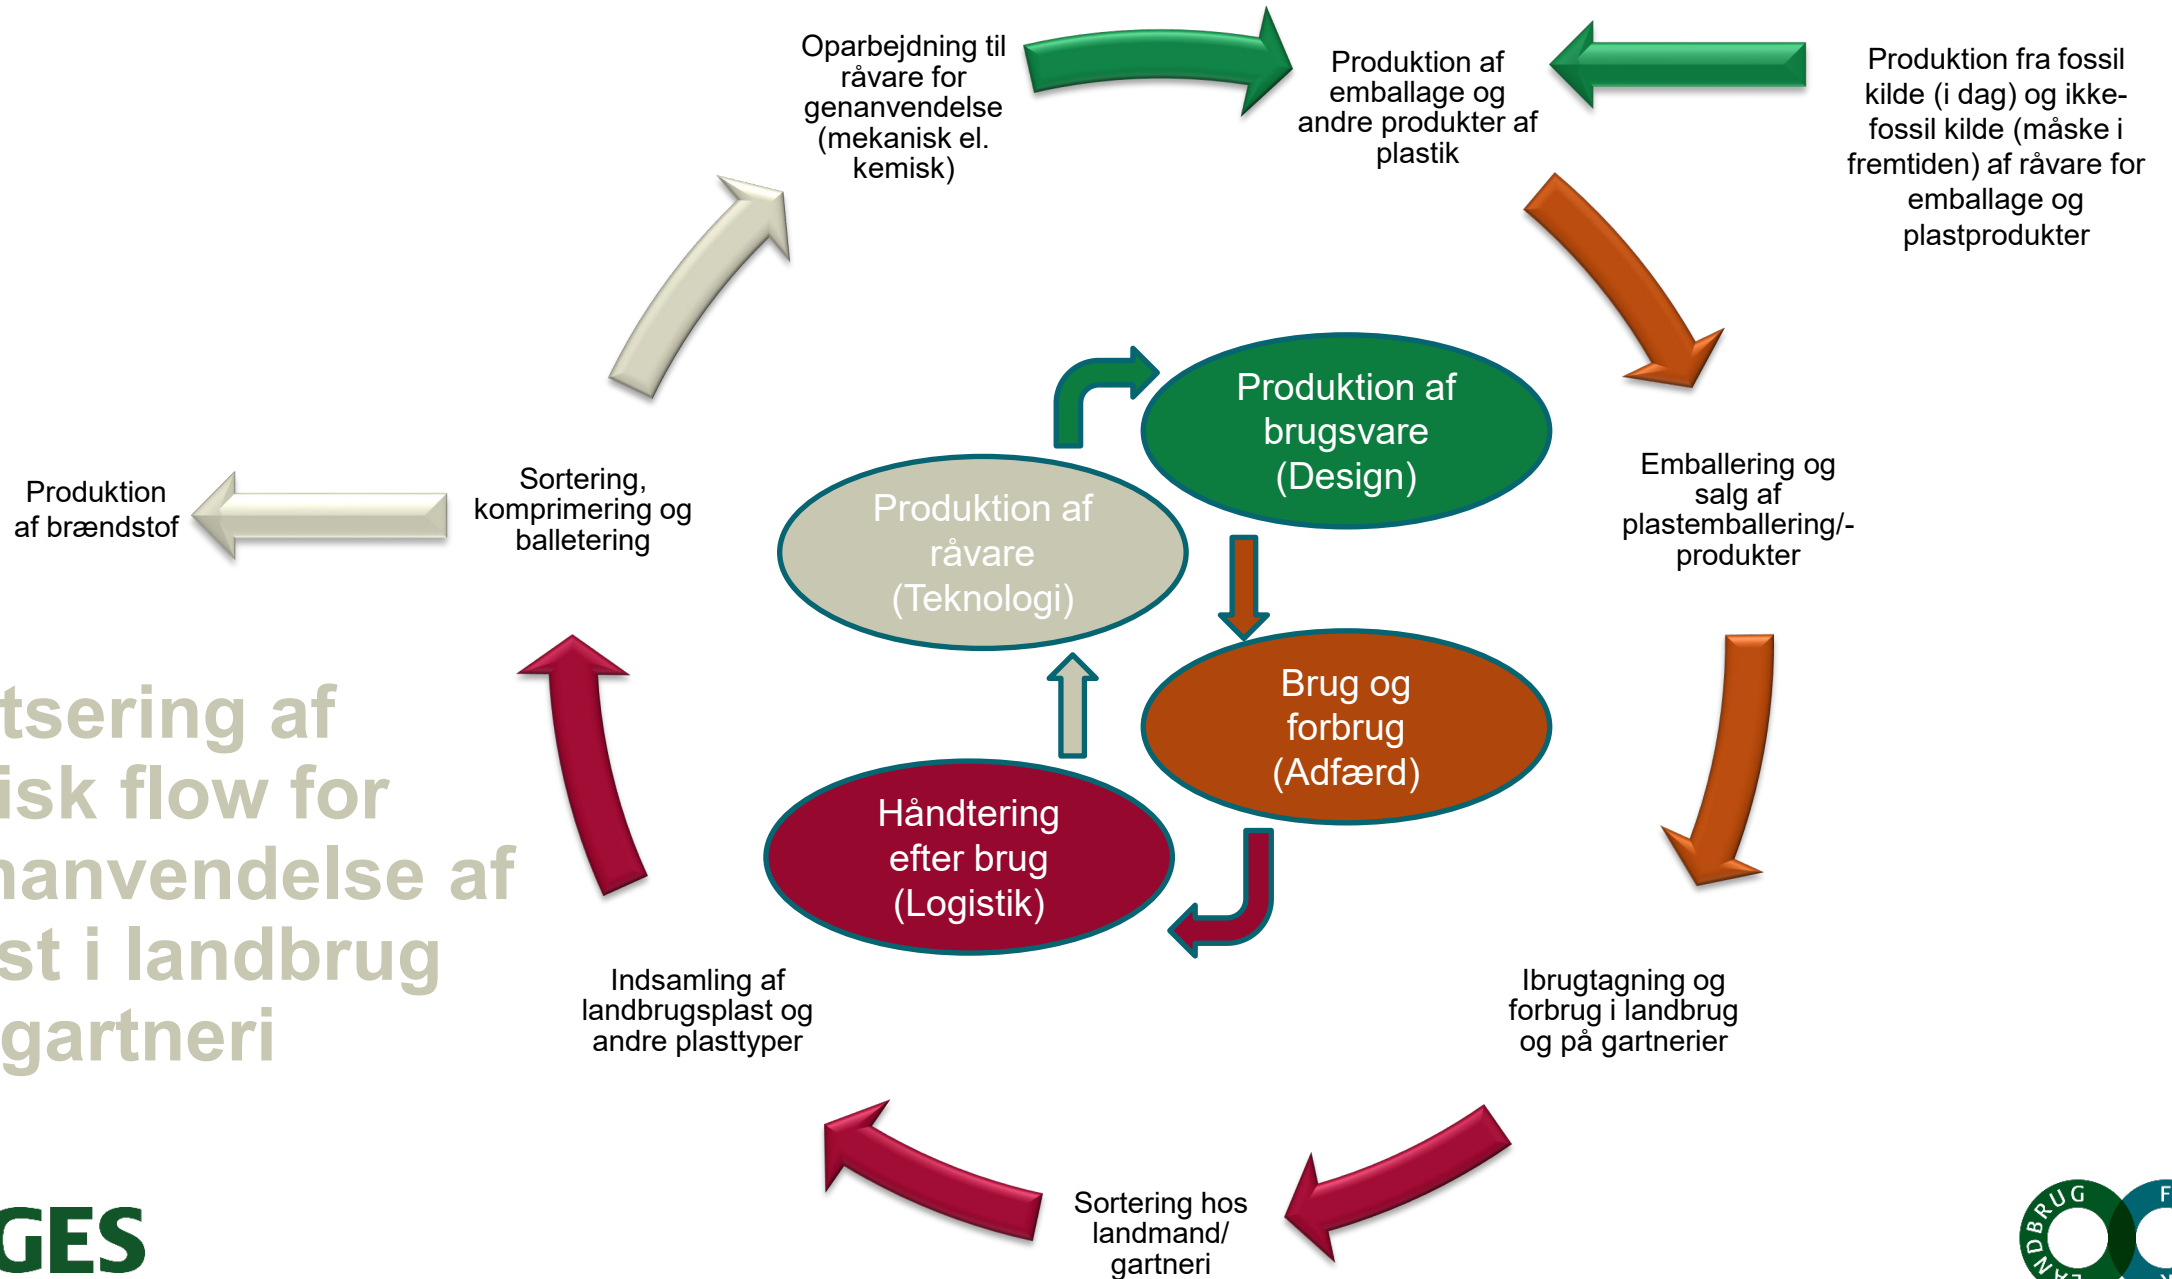 Oparbejdning til
råvare for
genanvendelse
(mekanisk el.
kemisk)
Produktion af
emballage og
andre produkter af
plastik
Produktion fra fossil
kilde (i dag) og ikke-
fossil kilde (måske i
fremtiden) af råvare for
emballage og
plastprodukter
Produktion af
brugsvare
(Design)
Produktion
af brændstof
Sortering,
komprimering og
balletering
Produktion af
råvare
(Teknologi)
Emballering og
salg af
plastemballering/-
produkter
Brug og
forbrug
(Adfærd)
Håndtering
efter brug
(Logistik)
tsering af
isk flow for
nanvendelse af
st i landbrug
gartneri
Indsamling af
landbrugsplast og
andre plasttyper
Ibrugtagning og
forbrug i landbrug
og på gartnerier
Sortering hos
landmand/
gartneri
GES
LANDBRUG
F